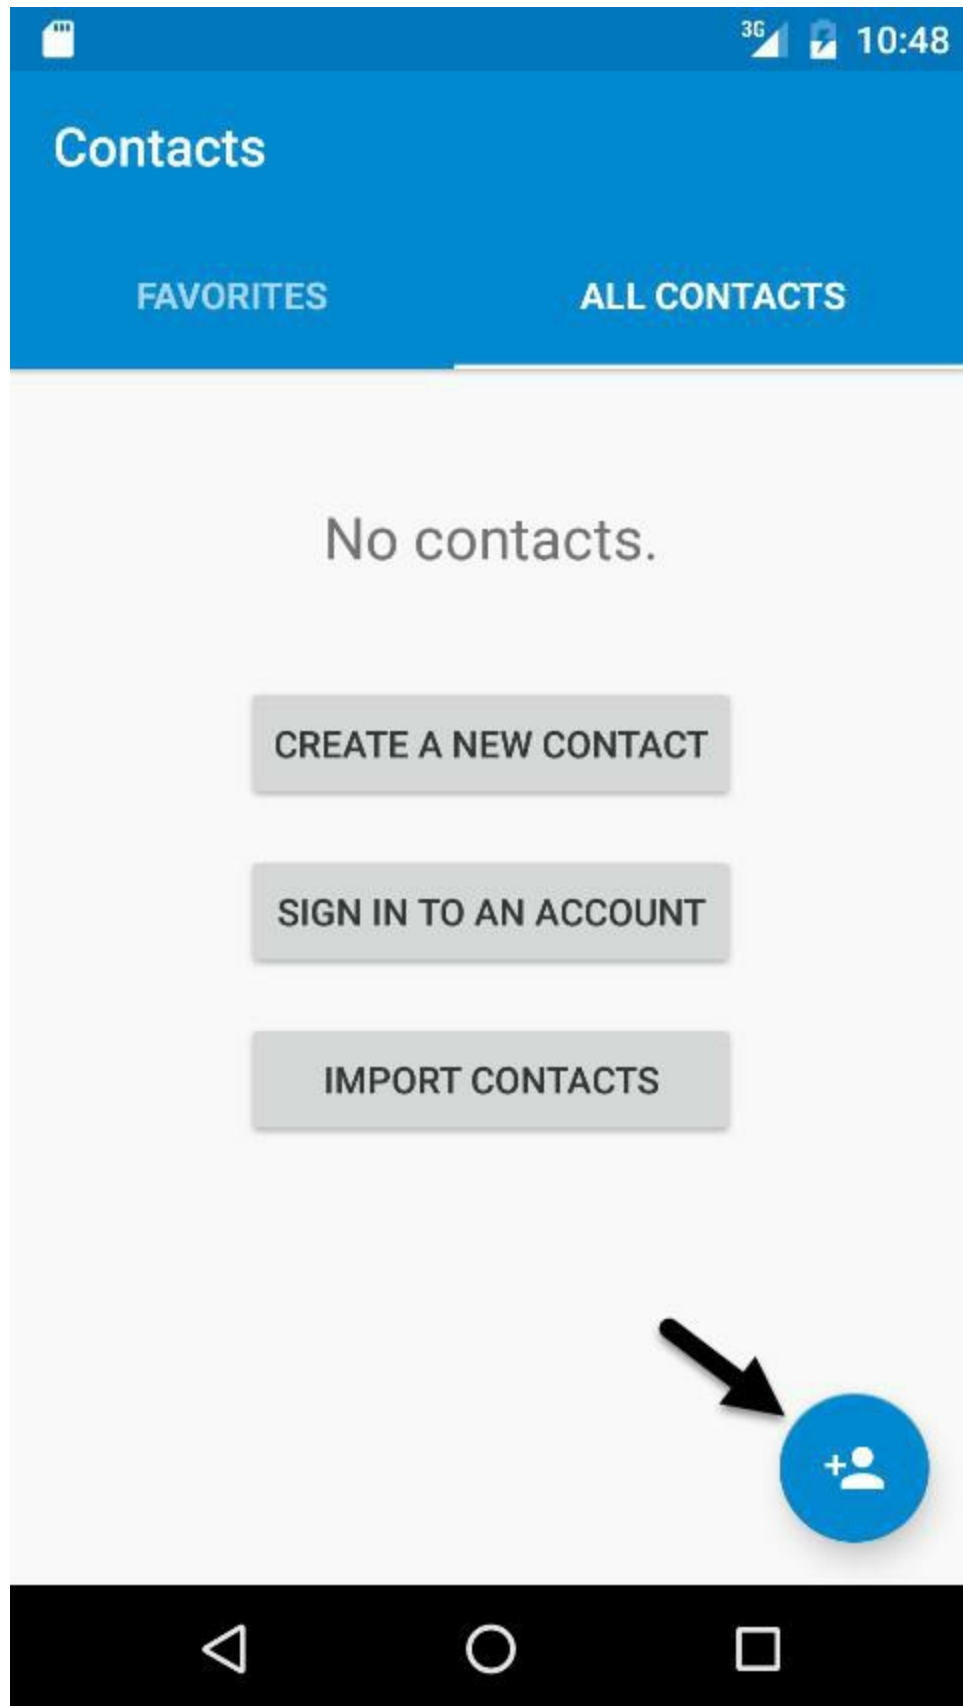 3G 10:48
Contacts
FAVORITES ALL CONTACTS
No contacts.
CREATE A NEW CONTACT
SIGN IN TO AN ACCOUNT
IMPORT CONTACTS